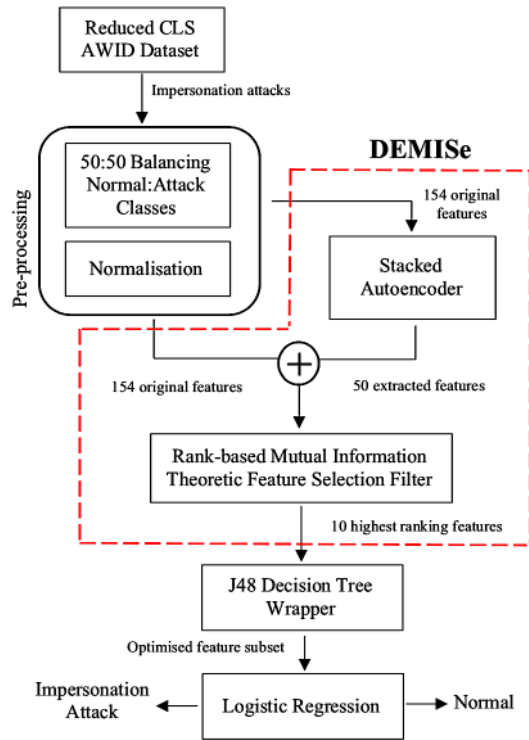 Reduced CLS
AWID Dataset
Impersonation attacks
DEMISe
Pre-processing
50:50 Balancing
Normal:Attack
Classes
Normalisation
154 original
features
Stacked
Autoencoder
154 original features
50 extracted features
Rank-based Mutual Information
Theoretic Feature Selection Filter
10 highest ranking features
J48 Decision Tree
Wrapper
Optimised feature subset
Impersonation
Attack
Logistic Regression
Normal